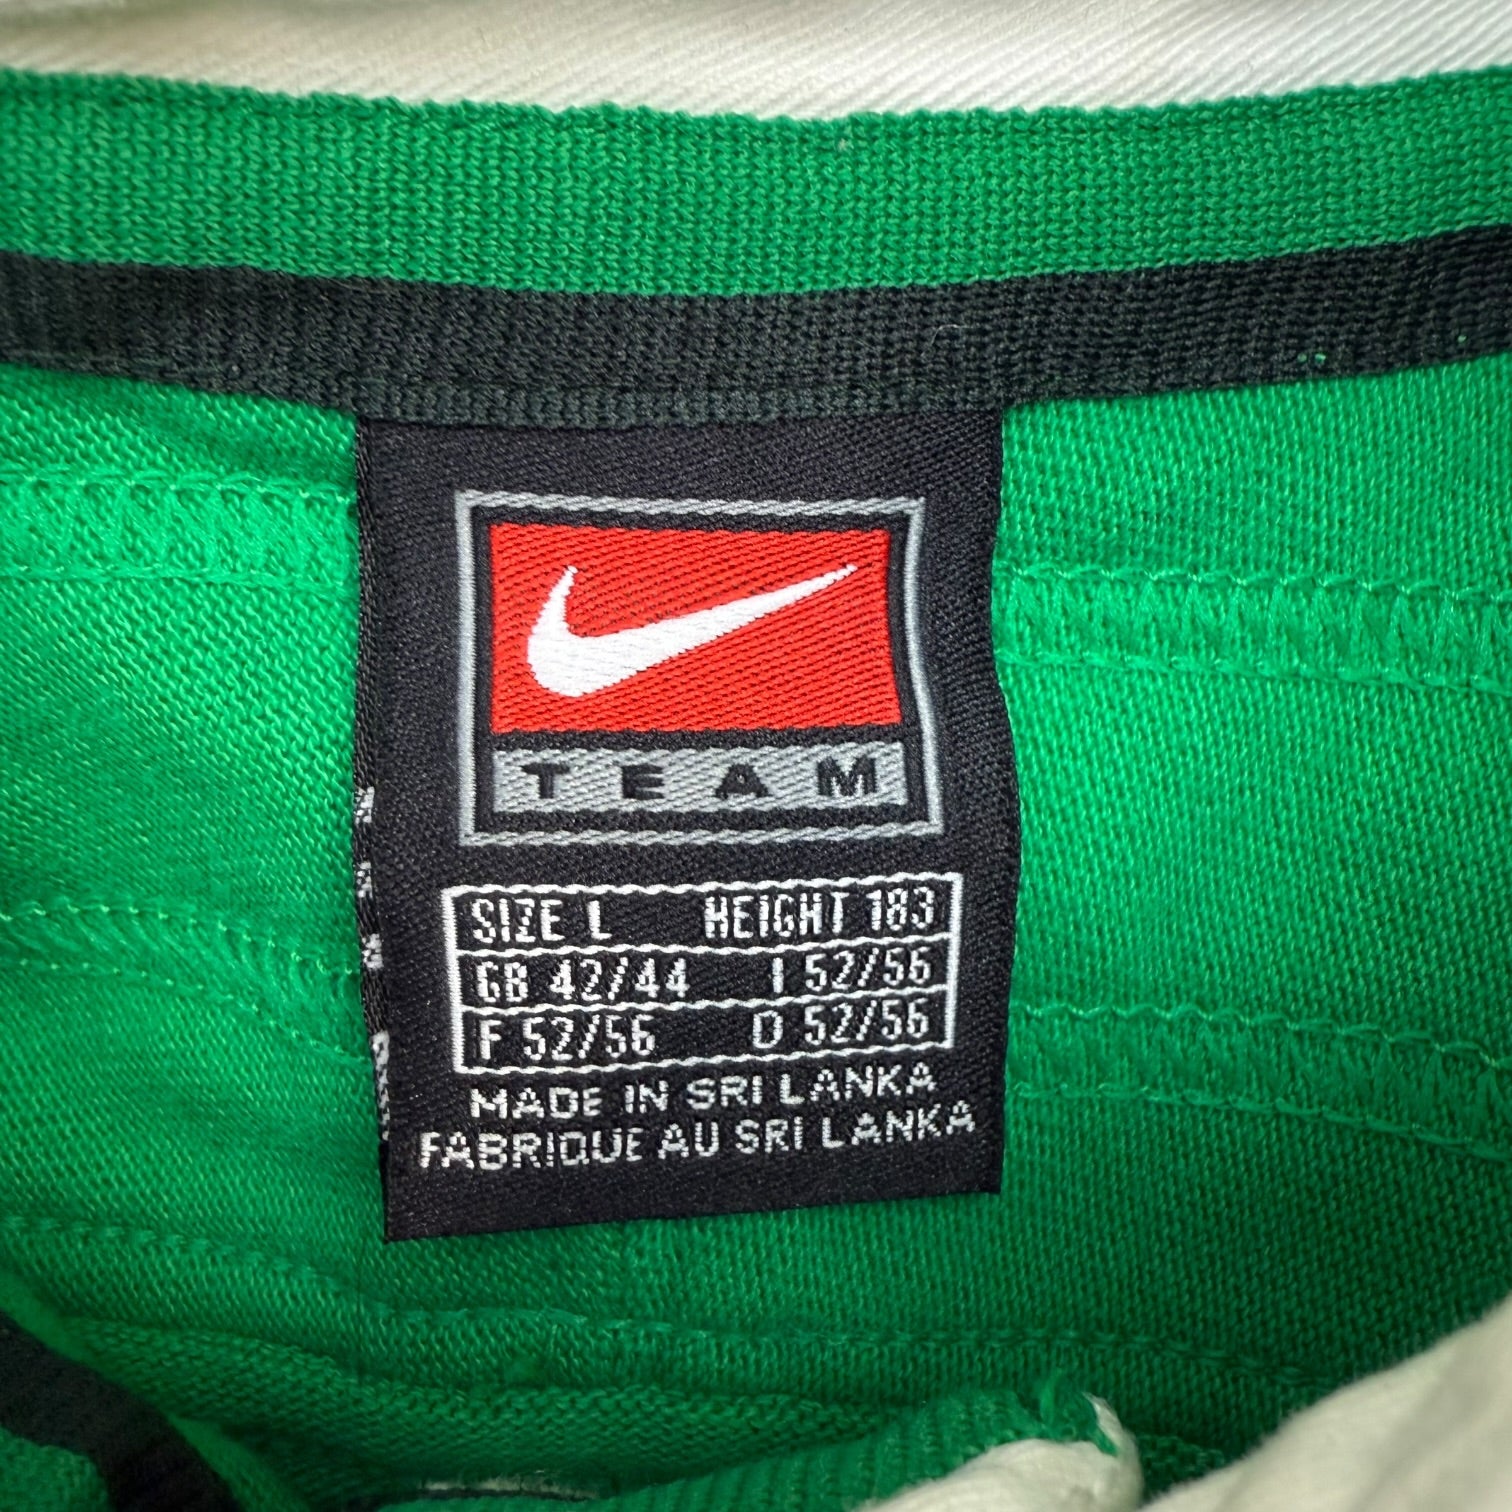 TEAM
SIZE L HEIGHT 183
GB 42/44 I 52/56
F 52/56 D 52/56
MADE IN SRI LANKA
FABRIQUE AU SRI LANKA